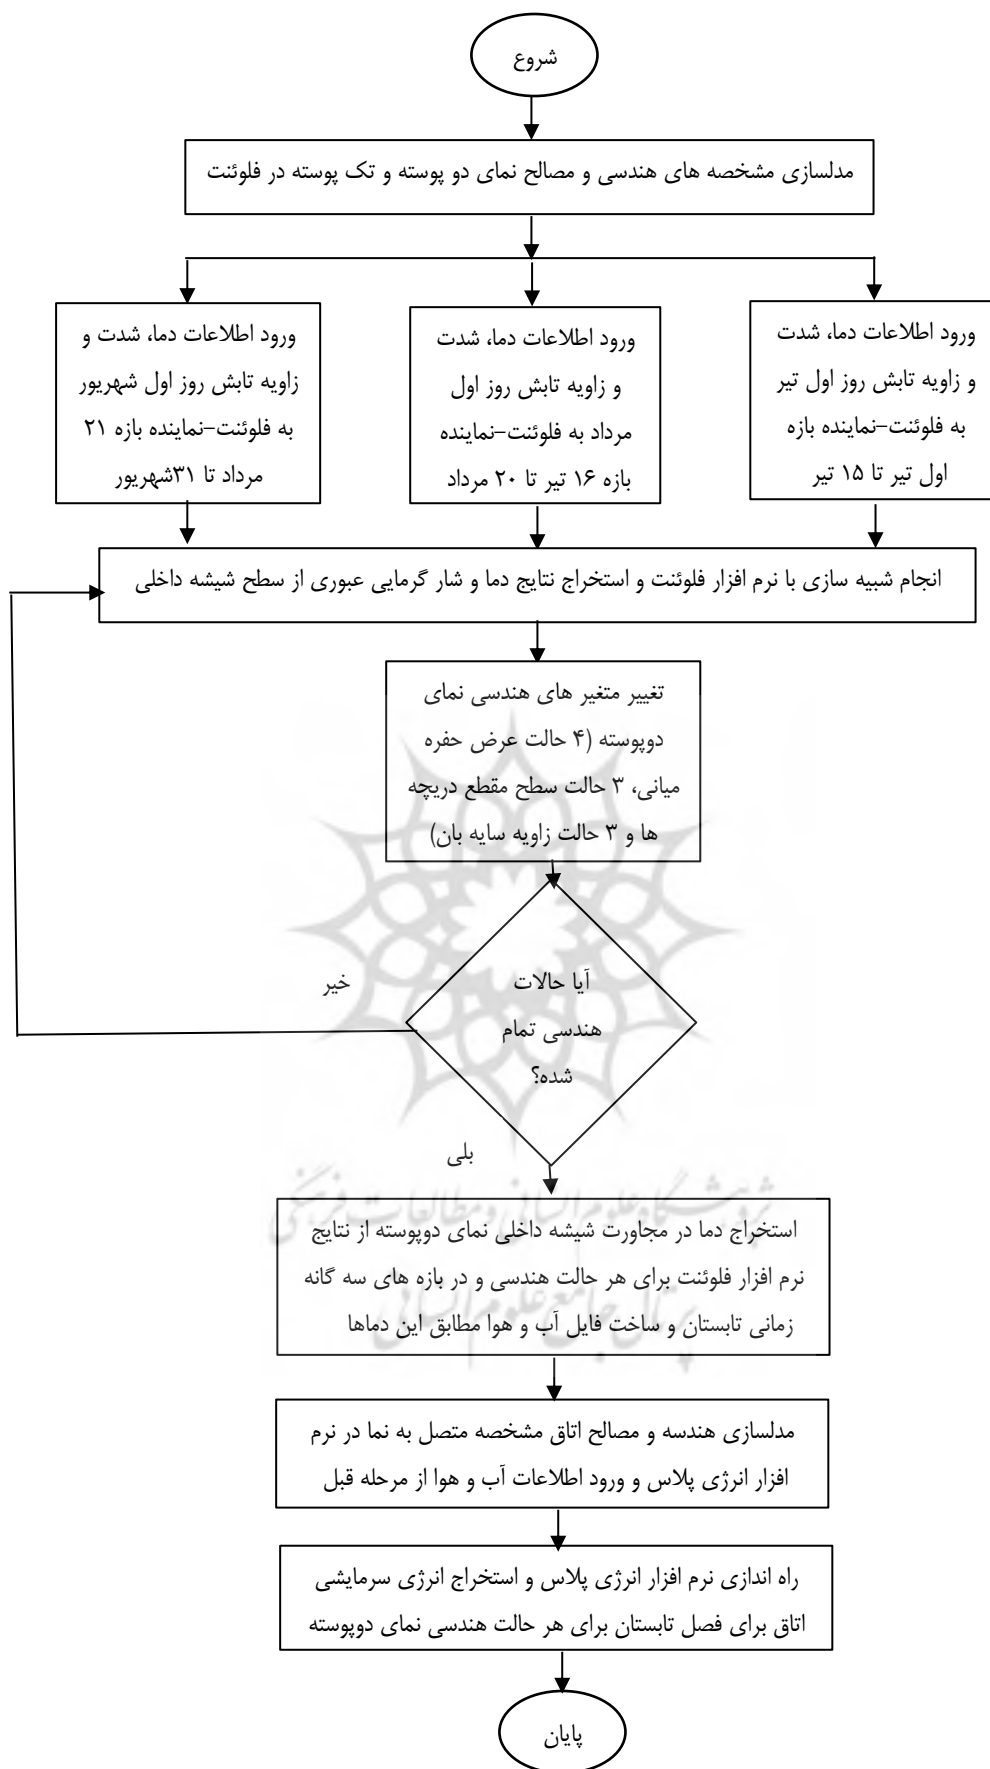 شروع
مدلسازی مشخصه های هندسی و مصالح نمای دو پوسته و تک پوسته در فلوئنت
ورود اطلاعات دما، شدت
و زاویه تابش روز اول تیر
به فلوئنت-نماینده بازه
اول تیر تا ۱۵ تیر
ورود اطلاعات دما، شدت
و زاویه تابش روز اول
مرداد به فلوئنت-نماینده
بازه ۱۶ تیر تا ۲۰ مرداد
ورود اطلاعات دما، شدت و
زاویه تابش روز اول شهریور
به فلوئنت-نماینده بازه ۲۱
مرداد تا ۳۱شهریور
انجام شبیه سازی با نرم افزار فلوئنت و استخراج نتایج دما و شار گرمایی عبوری از سطح شیشه داخلی
تغییر متغیر های هندسی نمای
دوپوسته (۴ حالت عرض حفره
میانی، ۳ حالت سطح مقطع دریچه
ها و ۳ حالت زاویه سایه بان)
آیا حالات
هندسی تمام
شده؟
خیر
بلی
پژوهشگاه علوم انسانی و مطالعات فرهنگی
پرتال جامع علوم انسانی
استخراج دما در مجاورت شیشه داخلی نمای دوپوسته از نتایج
نرم افزار فلوئنت برای هر حالت هندسی و در بازه های سه گانه
زمانی تابستان و ساخت فایل آب و هوا مطابق این دماها
مدلسازی هندسه و مصالح اتاق مشخصه متصل به نما در نرم
افزار انرژی پلاس و ورود اطلاعات آب و هوا از مرحله قبل
راه اندازی نرم افزار انرژی پلاس و استخراج انرژی سرمایشی
اتاق برای فصل تابستان برای هر حالت هندسی نمای دوپوسته
پایان